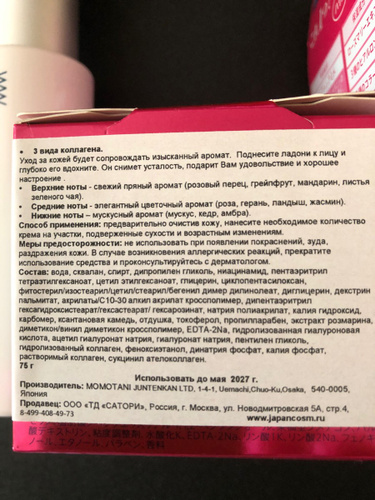 • 3 вида коллагена.
Уход за кожей будет сопровождать изысканный аромат. Поднесите ладони к лицу и
глубоко его вдохните. Он снимет усталость, подарит Вам удовольствие и хорошее
настроение .
• Верхние ноты - свежий пряный аромат (розовый перец, грейпфрут, мандарин, листья
зеленого чая).
• Средние ноты - элегантный цветочный аромат (роза, герань, ландыш, жасмин).
• Нижние ноты – мускусный аромат (мускус, кедр, амбра).
Способ применения: предварительно очистив кожу, нанесите необходимое количество
крема на участки, подверженные сухости и возрастным изменениям.
Меры предосторожности: не использовать при появлении покраснений, зуда,
раздражения кожи. В случае возникновения аллергических реакций, прекратите
использование средства и проконсультируйтесь с дерматологом.
Состав: вода, сквалан, спирт, дипропилен гликоль, ниацинамид, пентаэритрил
тетраэтилгексаноат, цетил этилгексаноат, глицерин, циклопентасилоксан,
фитостерил/изостеарил/цетил/стеарил/бегенил димер дилинолеат, диглицерин, декстрин
пальмитат, акрилаты/С10-30 алкил акрилат кроссполимер, дипентаэритрил
гексагидроксистеарат/гексастеарат/ гексарозинат, натрия полиакрилат, калия гидроксид,
карбомер, ксантановая камедь, отдушка, токоферол, пропилпарабен, экстракт розмарина,
диметикон/винил диметикон кроссполимер, EDTA-2Na, гидролизованная гиалуроновая
кислота, ацетил гиалуронат натрия, гиалуронат натрия, пентилен гликоль,
гидролизованный коллаген, феноксиэтанол, динатрия фосфат, калия фосфат,
растворимый коллаген, сукцинил ателоколлаген.
75 г
Использовать до мая 2027 г.
Производитель: MOMOTANI JUNTENKAN LTD. 1-4-1, Uemachi,Chuo-Ku,Osaka, 540-0005,
Япония
Продавец: ООО «ТД «САТОРИ», Россия, г. Москва, ул. Новодмитровская 5А, стр.4,
8-499-408-49-73 www.japancosm.ru